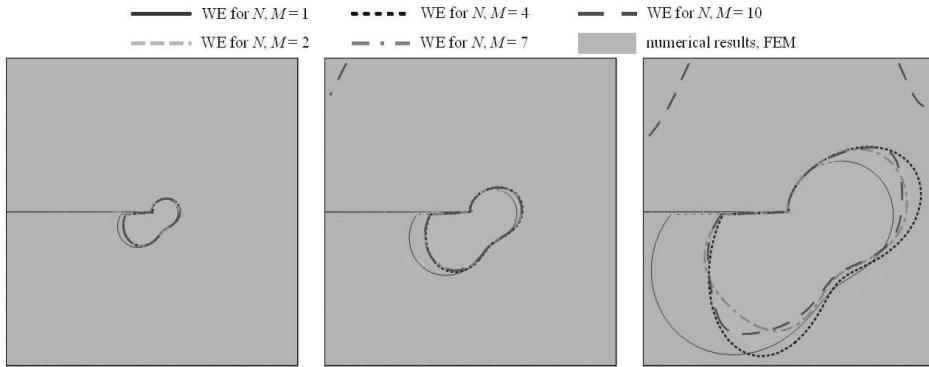 WE for N, M = 1 WE for N, M = 4 WE for N, M = 10
WE for N, M = 2 WE for N, M = 7 numerical results, FEM